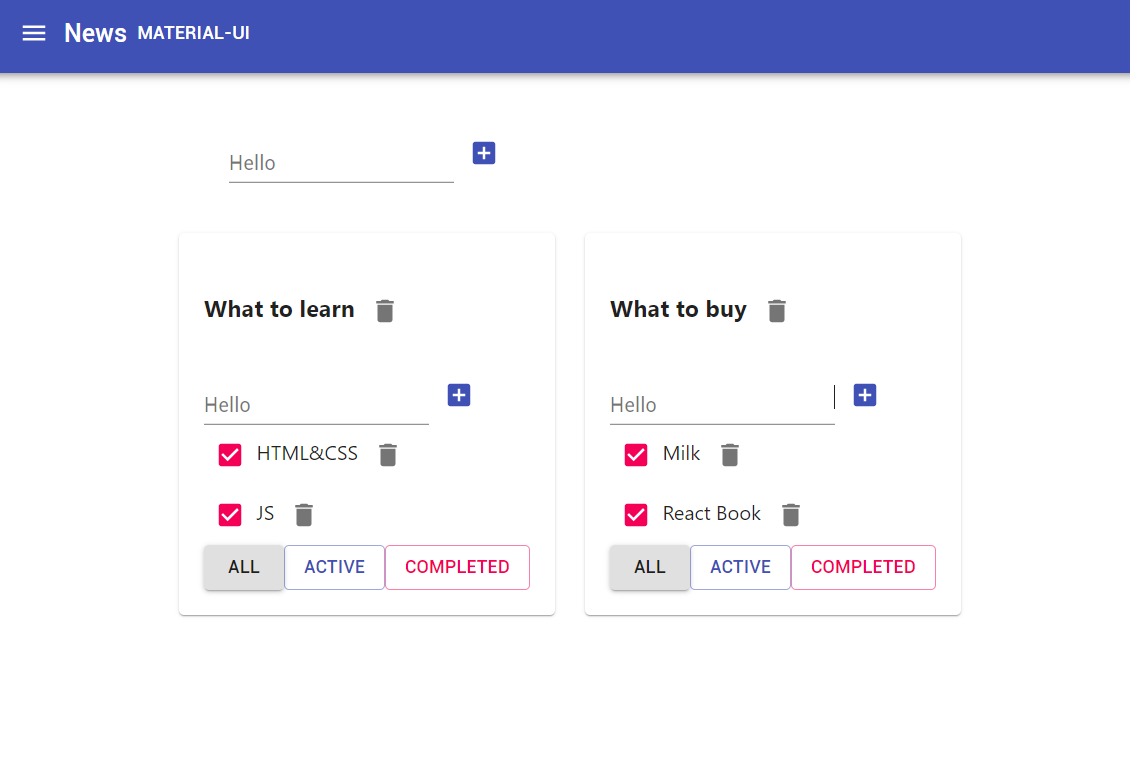 News MATERIAL-UI
Hello
What to learn
Hello
HTML&CSS
JS
ALL ACTIVE COMPLETED
What to buy
Hello
Milk
React Book
ALL ACTIVE COMPLETED